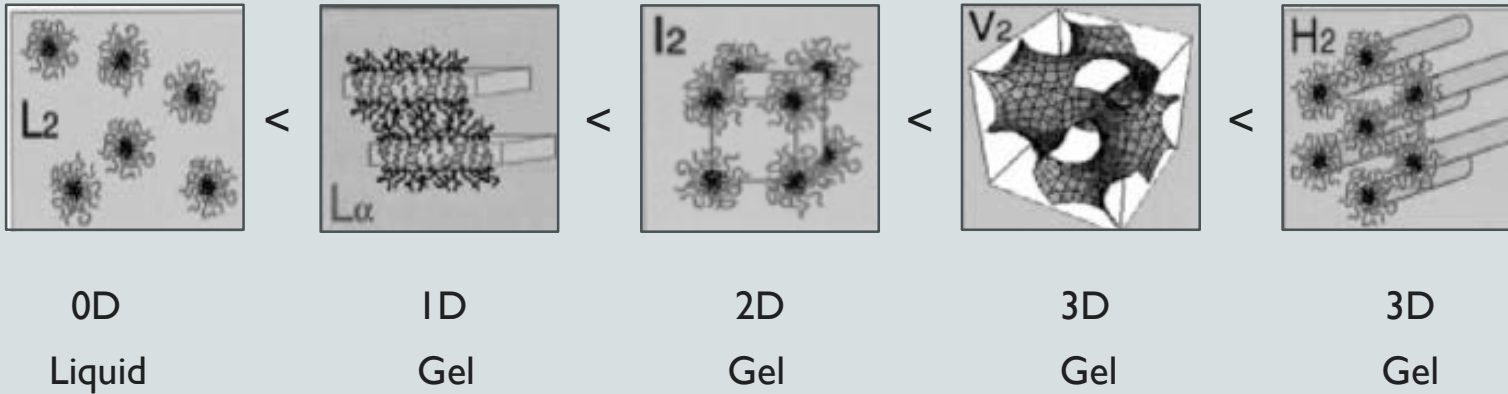 L2
<
Lα
<
I2
<
V2
<
H2
0D 1D 2D 3D 3D
Liquid Gel Gel Gel Gel